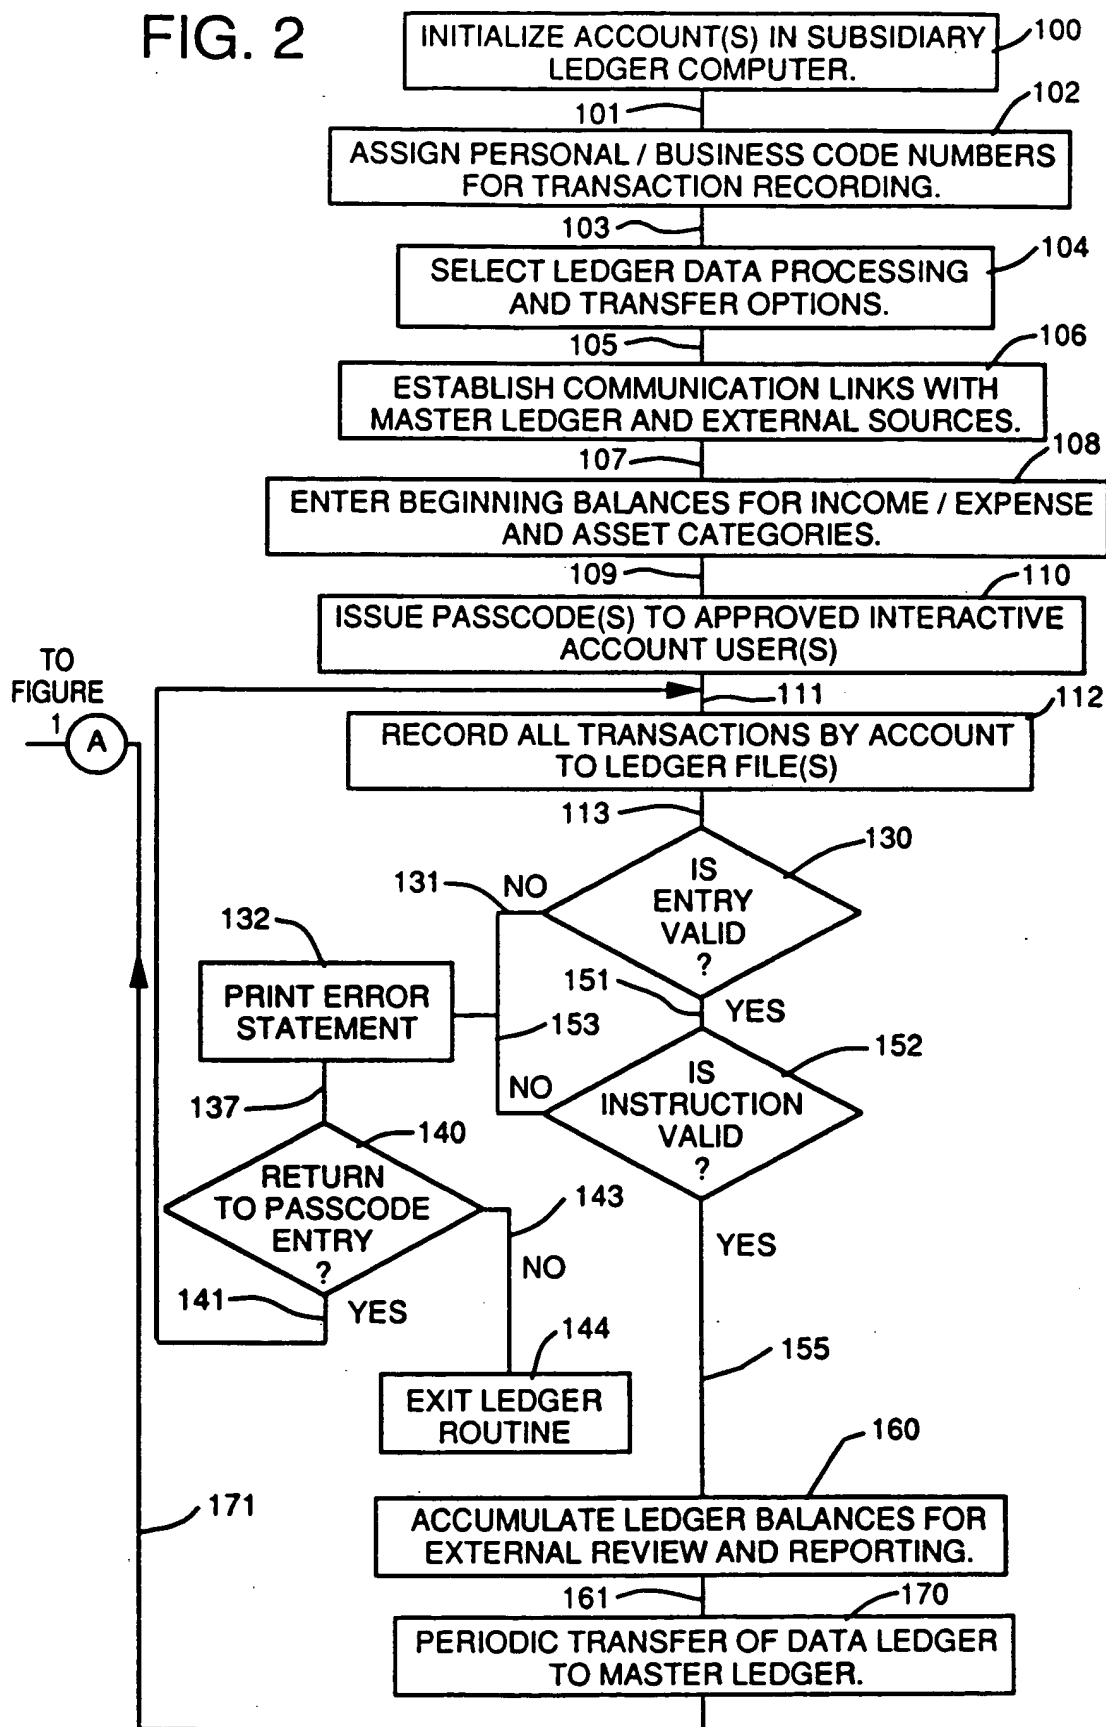 FIG. 2
INITIALIZE ACCOUNT(S) IN SUBSIDIARY
LEDGER COMPUTER.
100
101
102
ASSIGN PERSONAL / BUSINESS CODE NUMBERS
FOR TRANSACTION RECORDING.
103
104
SELECT LEDGER DATA PROCESSING
AND TRANSFER OPTIONS.
105
106
ESTABLISH COMMUNICATION LINKS WITH
MASTER LEDGER AND EXTERNAL SOURCES.
107
108
ENTER BEGINNING BALANCES FOR INCOME / EXPENSE
AND ASSET CATEGORIES.
109
110
ISSUE PASSCODE(S) TO APPROVED INTERACTIVE
ACCOUNT USER(S)
TO
FIGURE
1
A
111
112
RECORD ALL TRANSACTIONS BY ACCOUNT
TO LEDGER FILE(S)
113
130
IS
ENTRY
VALID
?
131
NO
132
PRINT ERROR
STATEMENT
151
YES
153
152
IS
INSTRUCTION
VALID
?
NO
137
140
RETURN
TO PASSCODE
ENTRY
?
143
NO
YES
141
YES
144
EXIT LEDGER
ROUTINE
155
160
ACCUMULATE LEDGER BALANCES FOR
EXTERNAL REVIEW AND REPORTING.
171
161
170
PERIODIC TRANSFER OF DATA LEDGER
TO MASTER LEDGER.